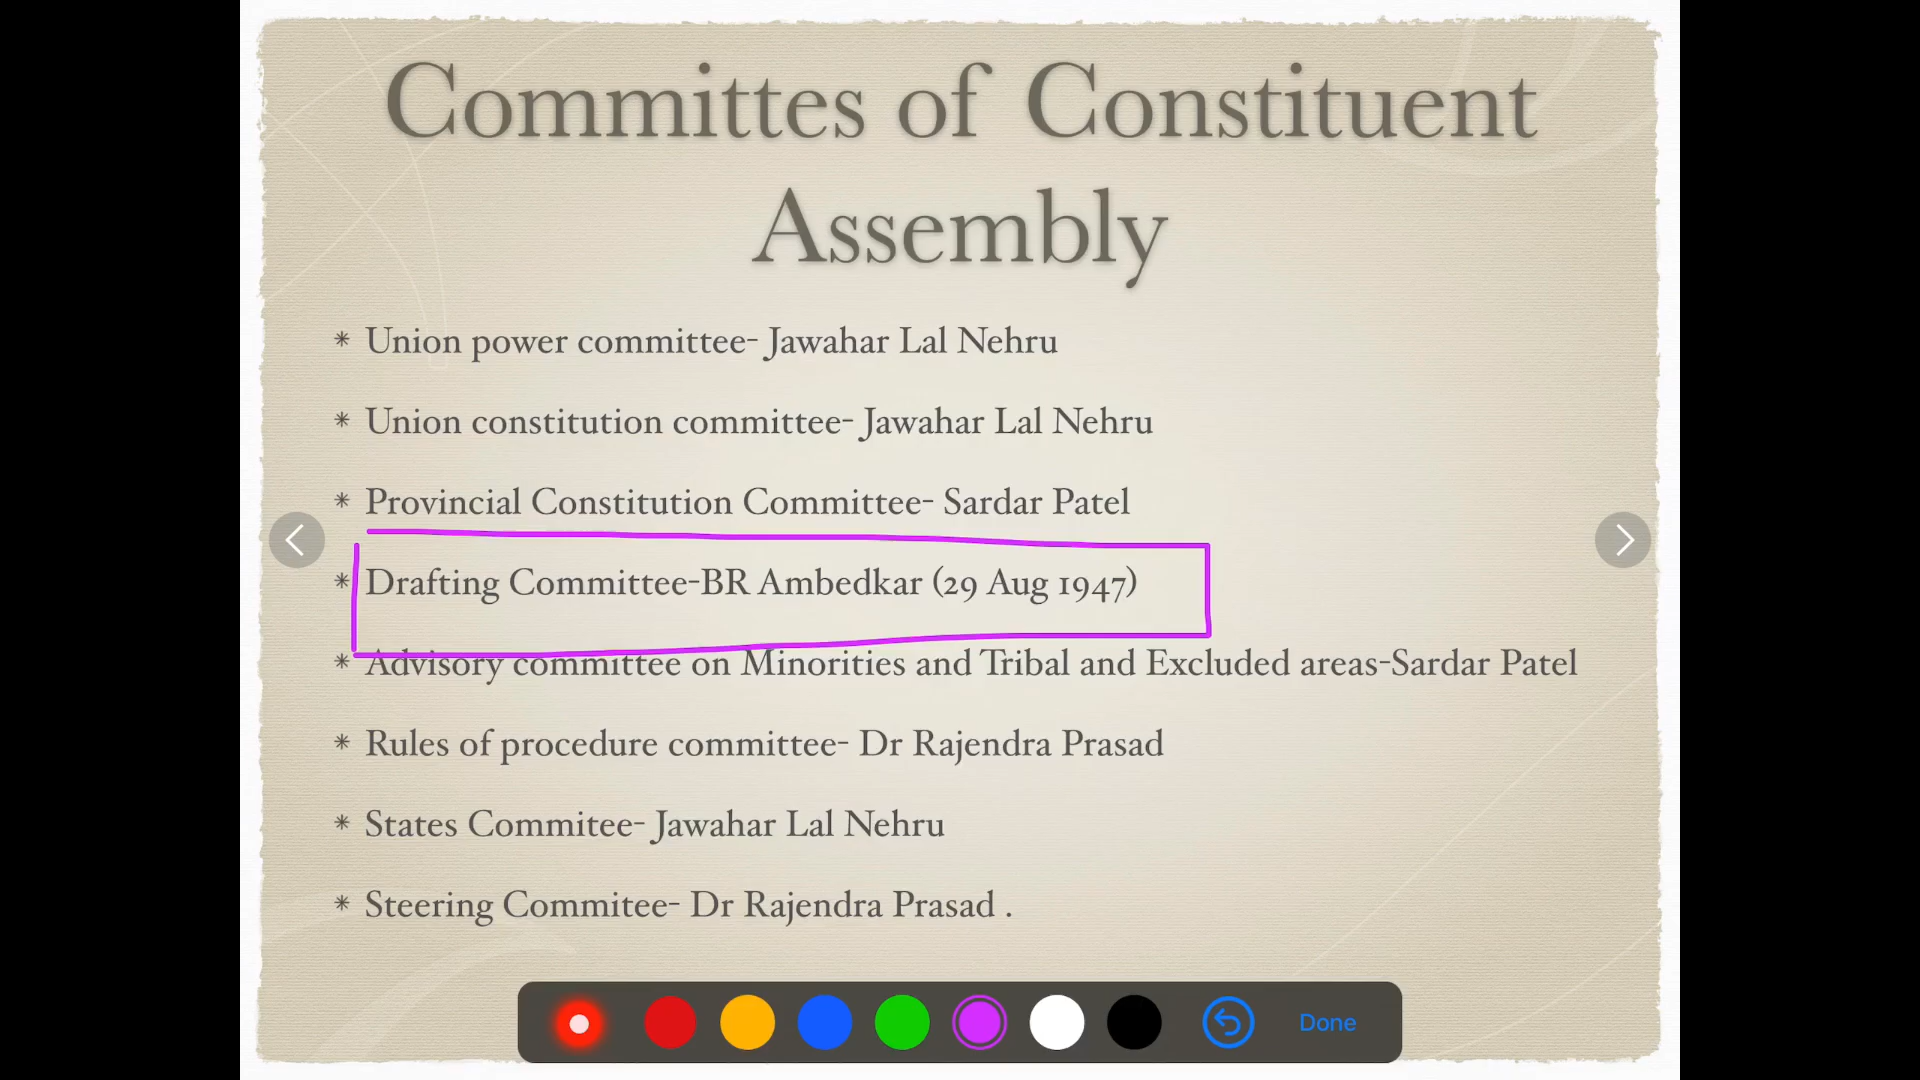 Committes of Constituent
Assembly
* Union power committee- Jawahar Lal Nehru
* Union constitution committee- Jawahar Lal Nehru
* Provincial Constitution Committee- Sardar Patel
* Drafting Committee-BR Ambedkar (29 Aug 1947)
* Advisory committee on Minorities and Tribal and Excluded areas-Sardar Patel
* Rules of procedure committee- Dr Rajendra Prasad
* States Commitee- Jawahar Lal Nehru
* Steering Commitee- Dr Rajendra Prasad .
Done